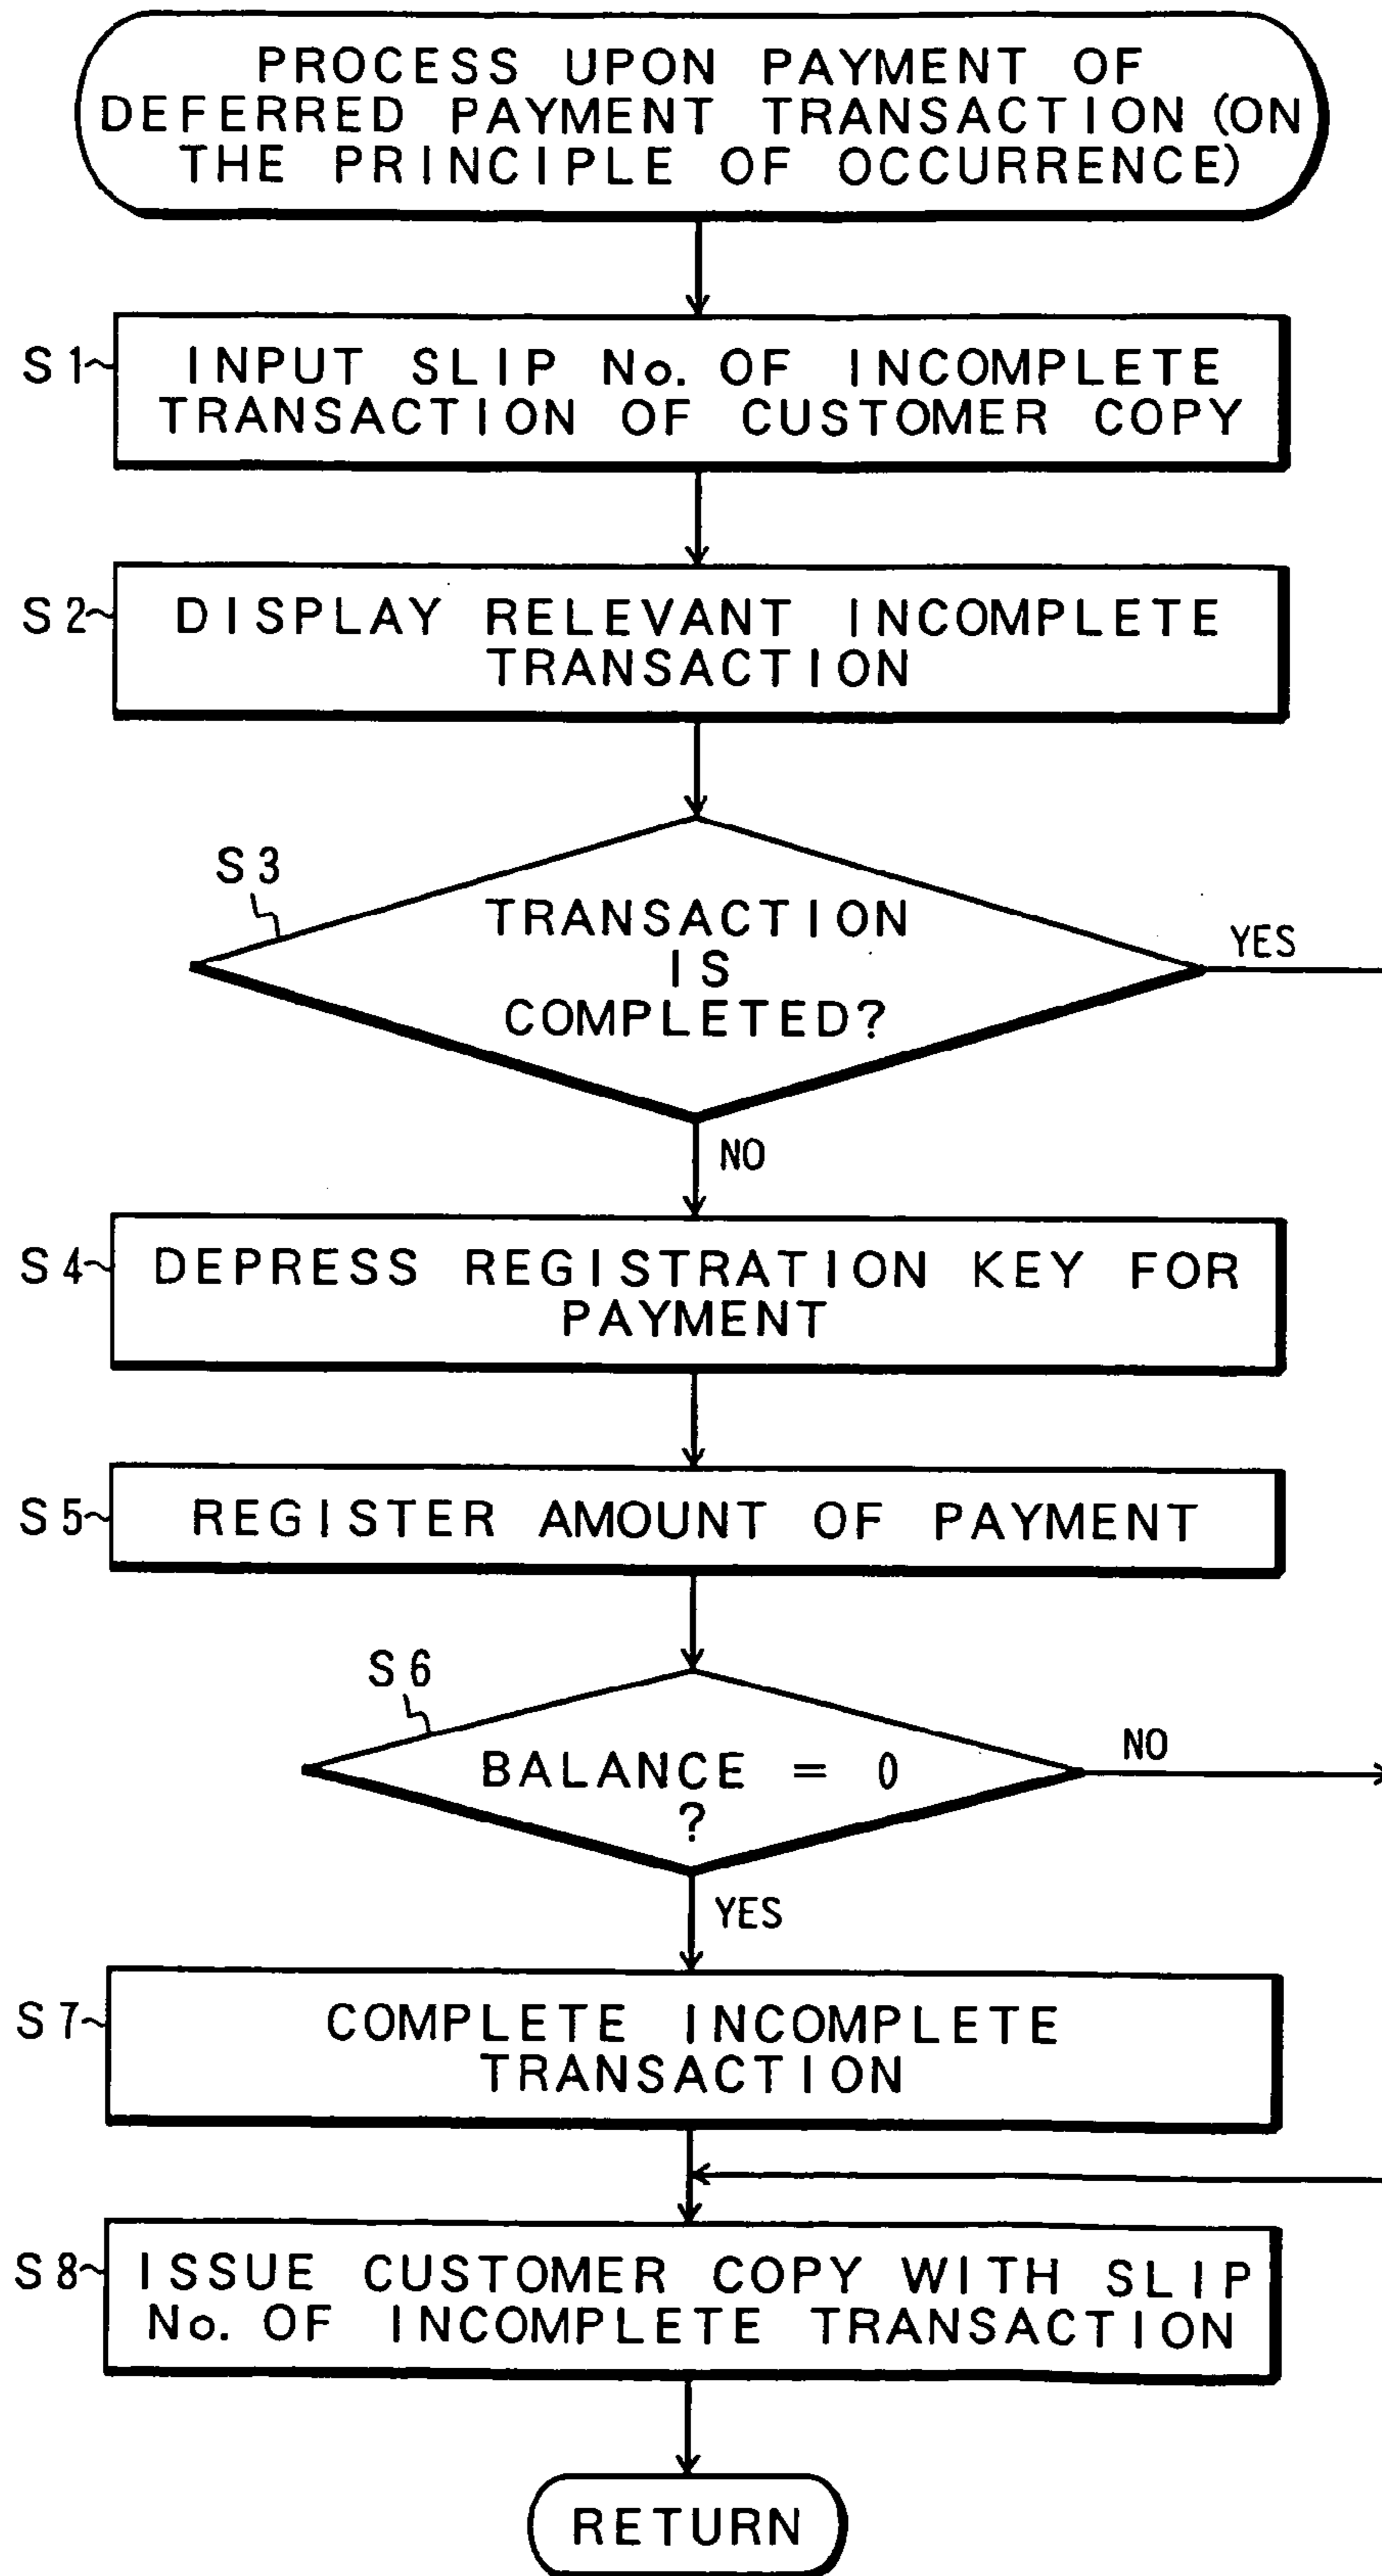 PROCESS UPON PAYMENT OF
DEFERRED PAYMENT TRANSACTION (ON
THE PRINCIPLE OF OCCURRENCE)
S1
INPUT SLIP No. OF INCOMPLETE
TRANSACTION OF CUSTOMER COPY
S2
DISPLAY RELEVANT INCOMPLETE
TRANSACTION
S3
TRANSACTION
IS
COMPLETED?
YES
NO
S4
DEPRESS REGISTRATION KEY FOR
PAYMENT
S5
REGISTER AMOUNT OF PAYMENT
S6
BALANCE = 0
?
NO
YES
S7
COMPLETE INCOMPLETE
TRANSACTION
S8
ISSUE CUSTOMER COPY WITH SLIP
No. OF INCOMPLETE TRANSACTION
RETURN